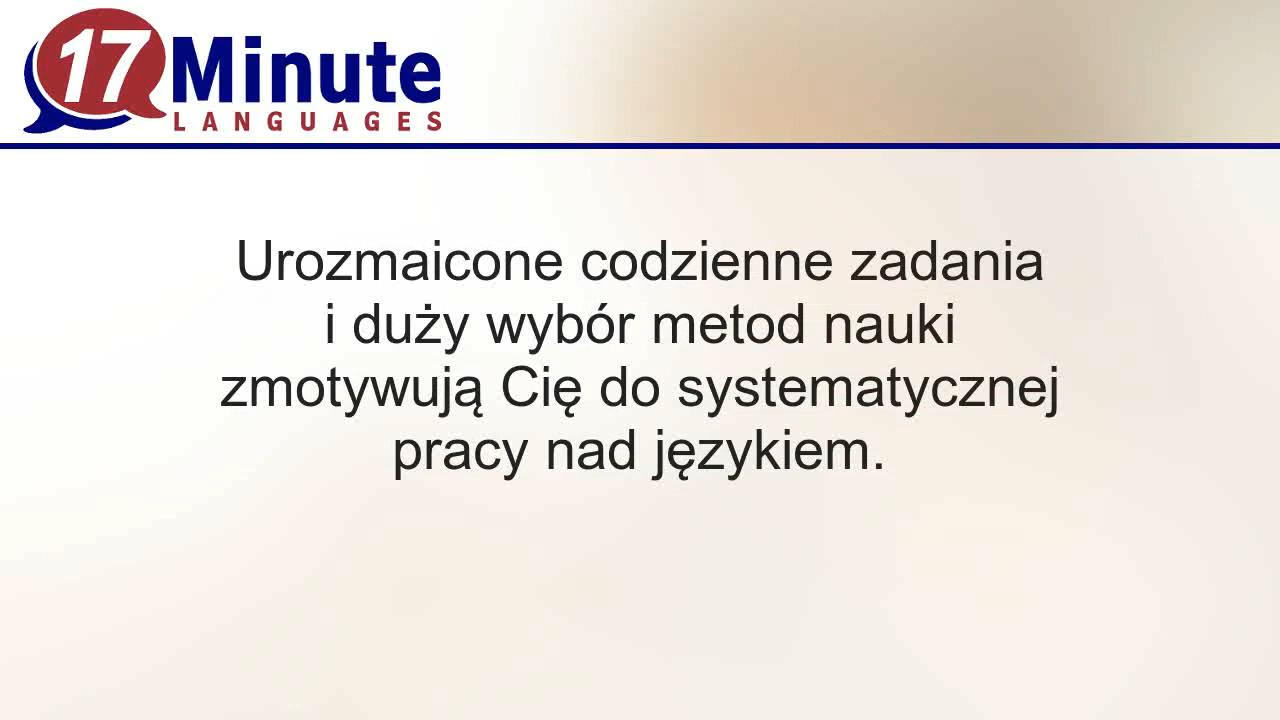 17 Minute
LANGUAGES
Urozmaicone codzienne zadania
i duży wybór metod nauki
zmotywują Cię do systematycznej
pracy nad językiem.